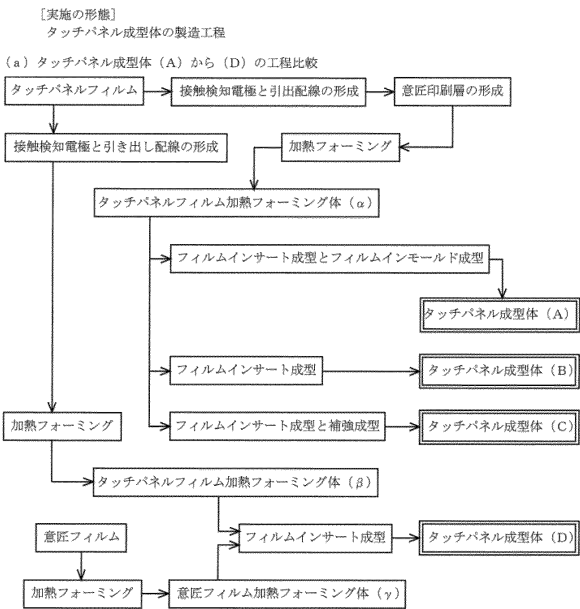 ［実施の形態］
タッチパネル成型体の製造工程
（a）タッチパネル成型体（A）から（D）の工程比較
タッチパネルフィルム
接触検知電極と引出配線の形成
意匠印刷層の形成
接触検知電極と引き出し配線の形成
加熱フォーミング
タッチパネルフィルム加熱フォーミング体（α）
フィルムインサート成型とフィルムインモールド成型
タッチパネル成型体（A）
フィルムインサート成型
タッチパネル成型体（B）
加熱フォーミング
フィルムインサート成型と補強成型
タッチパネル成型体（C）
タッチパネルフィルム加熱フォーミング体（β）
意匠フィルム
フィルムインサート成型
タッチパネル成型体（D）
加熱フォーミング
意匠フィルム加熱フォーミング体（γ）